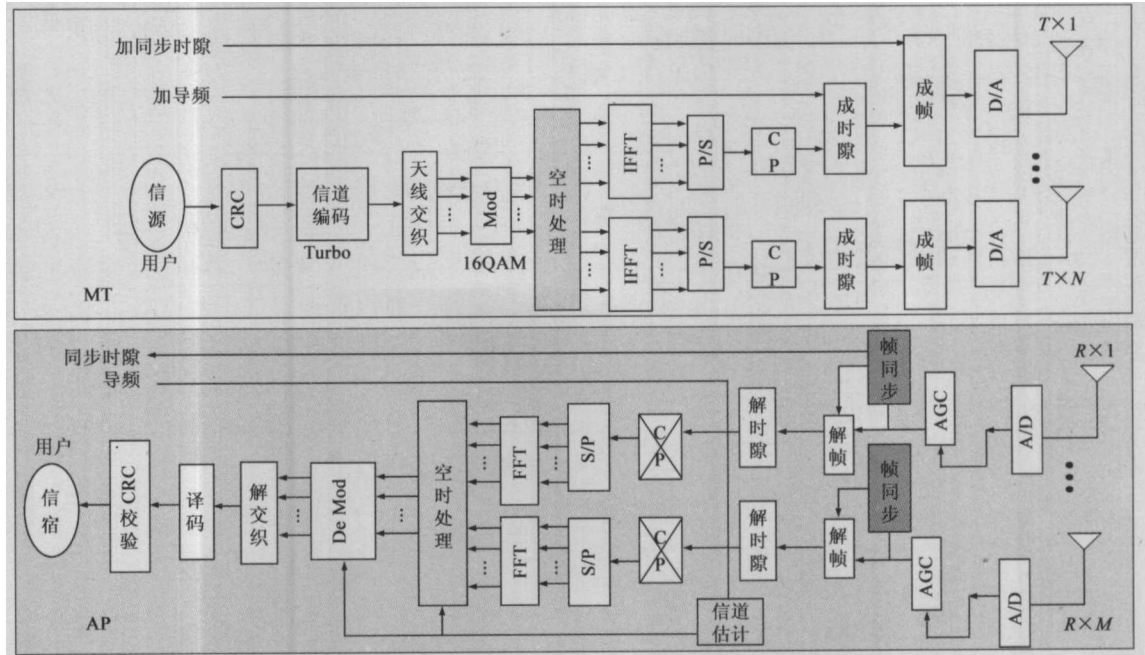 加同步时隙
T×1
加导频
成时隙
成帧
D/A
信源
用户
CRC
信道编码
Turbo
天线交织
Mod
16QAM
空时处理
IFFT
P/S
CP
⋯
IFFT
P/S
CP
成时隙
成帧
D/A
T×N
MT
同步时隙
导频
帧同步
R×1
用户
信宿
CRC校验
译码
解交织
De Mod
空时处理
FFT
S/P
CP
解时隙
解帧
AGC
A/D
帧同步
FFT
S/P
CP
解时隙
解帧
AGC
A/D
信道估计
R×M
AP